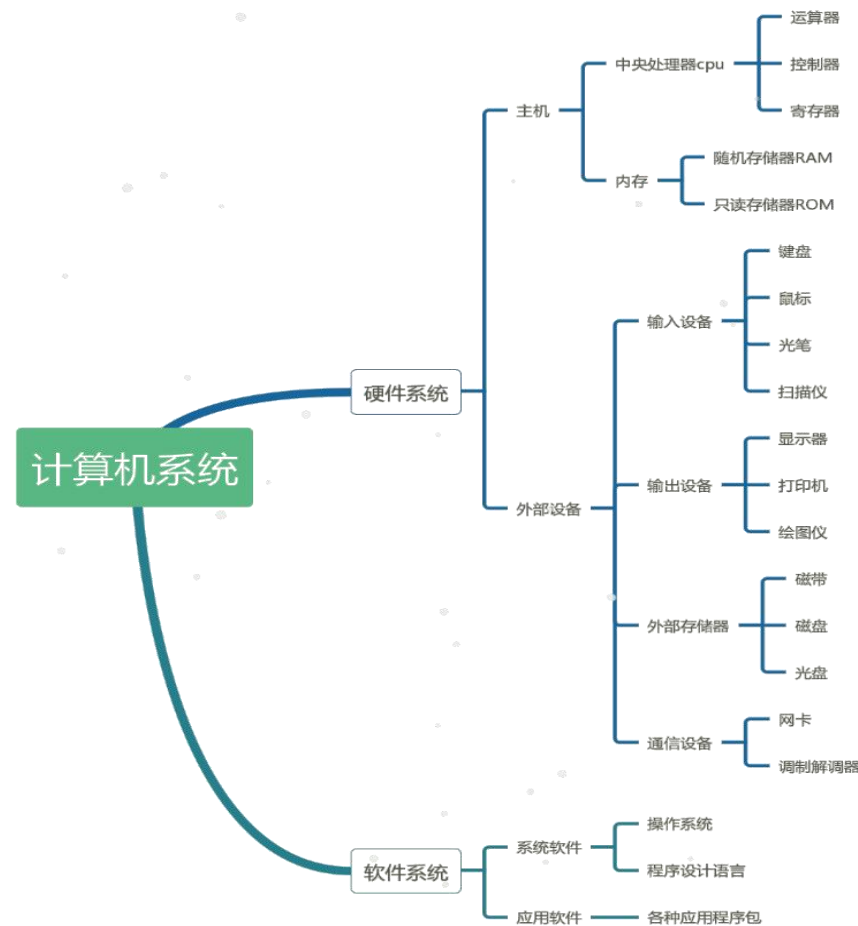 计算机系统
硬件系统
主机
中央处理器cpu
运算器
控制器
寄存器
内存
随机存储器RAM
只读存储器ROM
外部设备
输入设备
键盘
鼠标
光笔
扫描仪
输出设备
显示器
打印机
绘图仪
外部存储器
磁带
磁盘
光盘
通信设备
网卡
调制解调器
软件系统
系统软件
操作系统
程序设计语言
应用软件
各种应用程序包